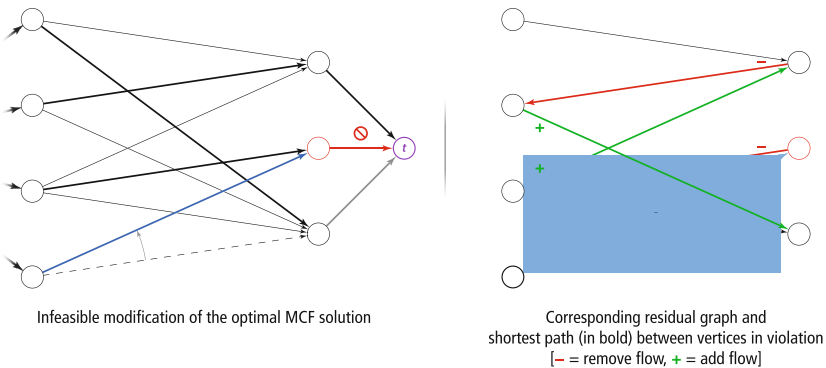 t
−
+
−
+
-
Infeasible modification of the optimal MCF solution
Corresponding residual graph and
shortest path (in bold) between vertices in violation
[− = remove flow, + = add flow]